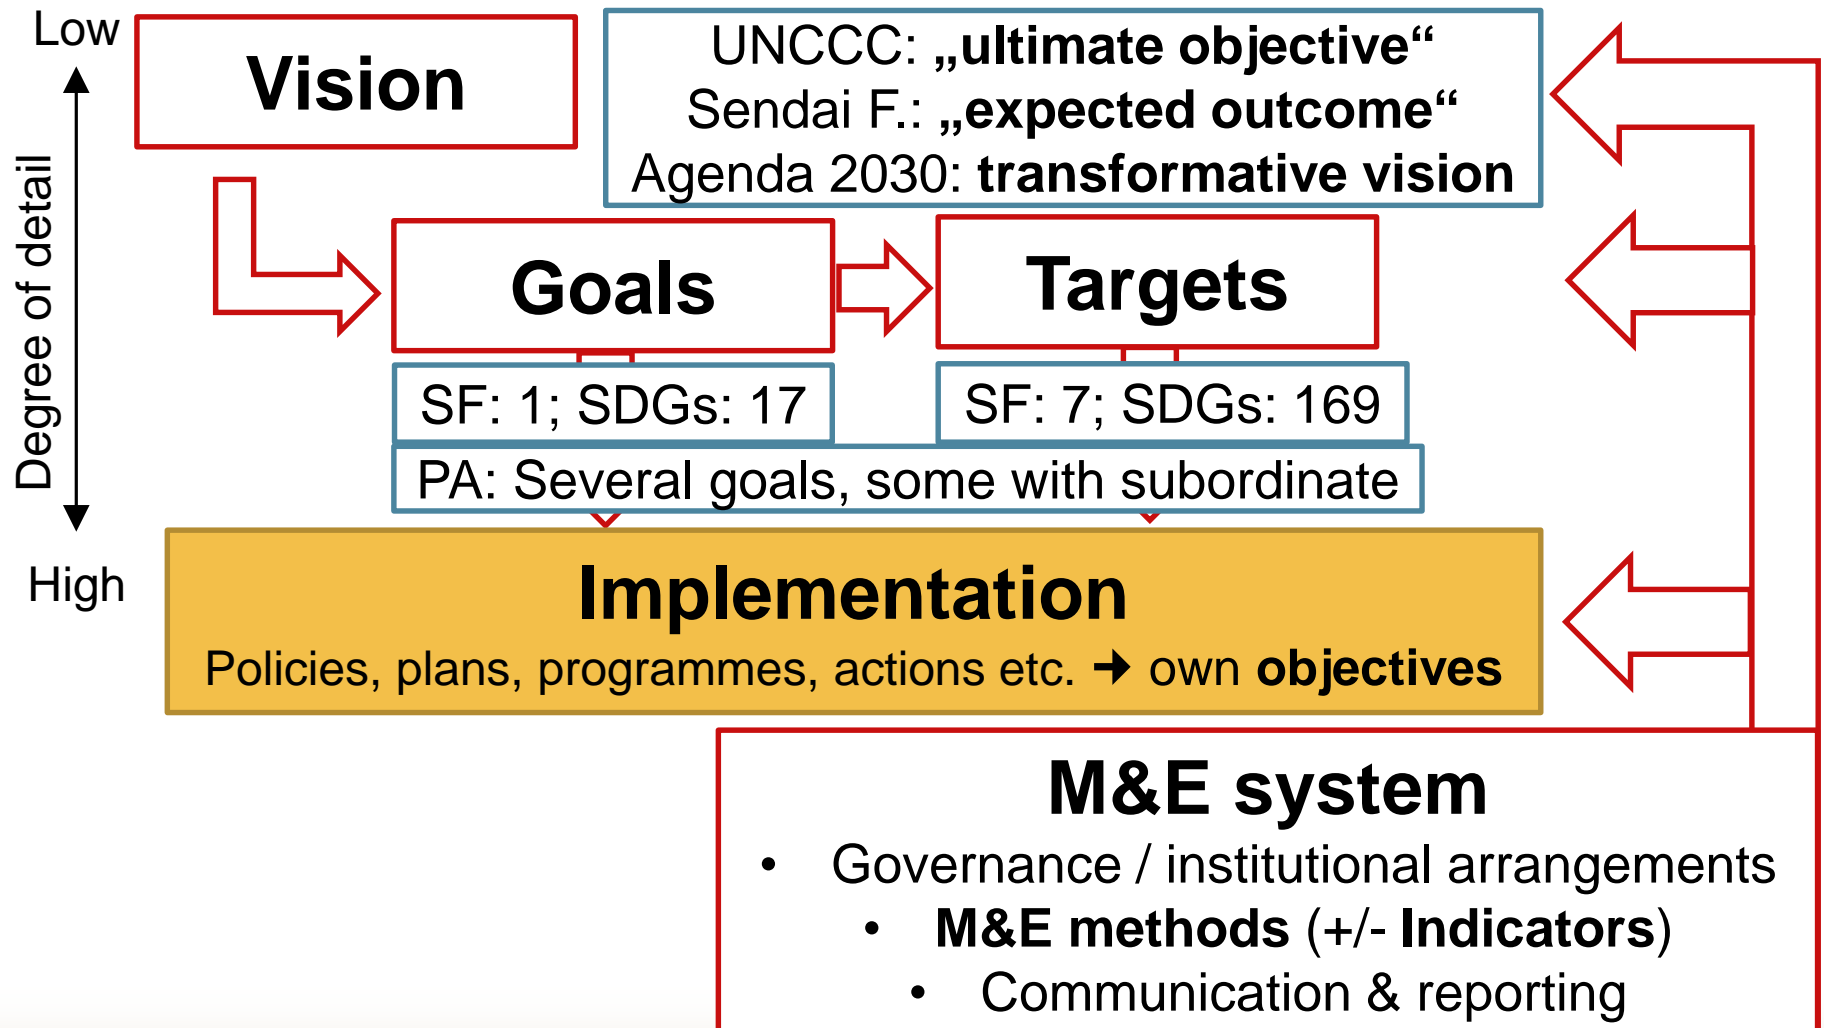 Low
Vision
UNCCC: „ultimate objective“
Sendai F.: „expected outcome“
Agenda 2030: transformative vision
Degree of detail
Goals
Targets
SF: 1; SDGs: 17
SF: 7; SDGs: 169
PA: Several goals, some with subordinate
High
Implementation
Policies, plans, programmes, actions etc. ➔ own objectives
M&E system
• Governance / institutional arrangements
• M&E methods (+/- Indicators)
• Communication & reporting